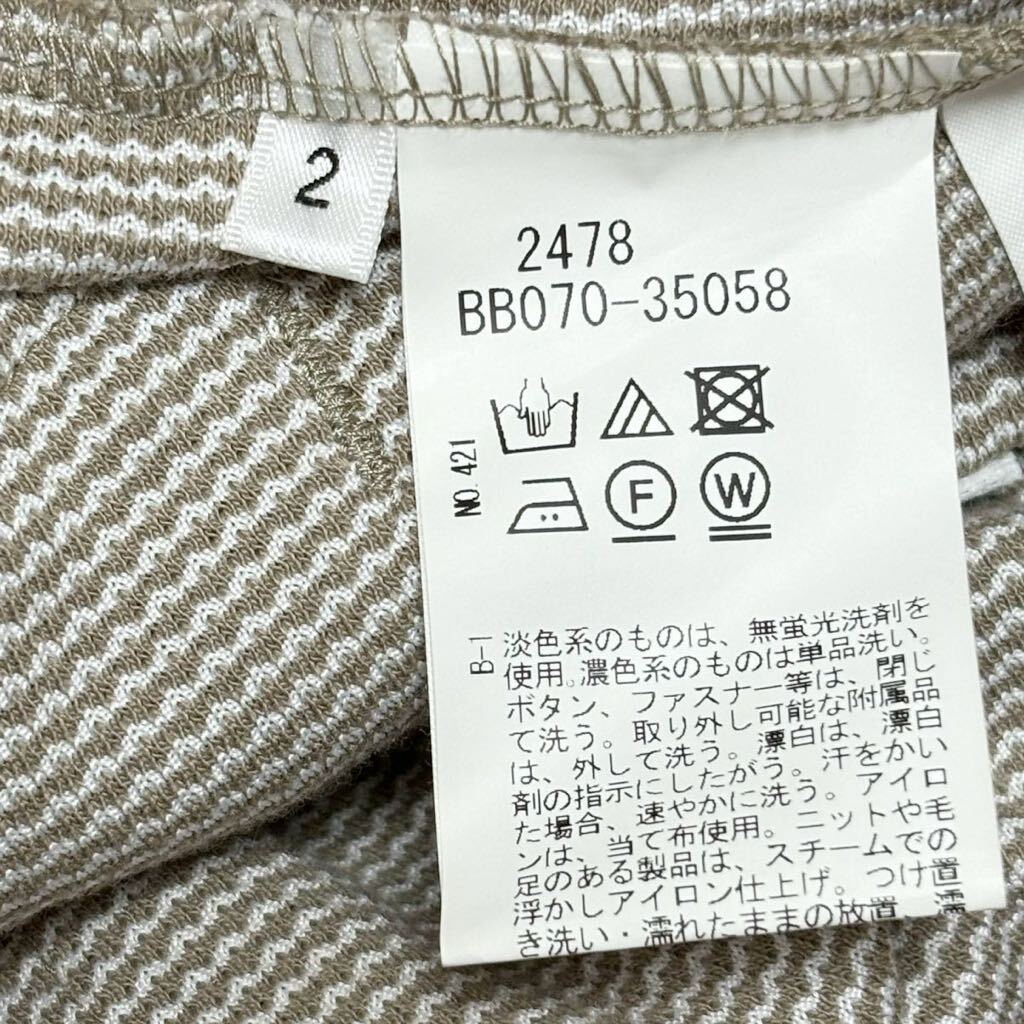 2
2478
BB070-35058
NO.421
F
W
B-1
淡色系のものは、無蛍光洗剤を
使用。濃色系のものは単品洗い。
ボタン、ファスナー等は、閉じ
て洗う。取り外し可能な附属品
は、外して洗う。漂白は、漂白
剤の指示にしたがう。汗をかい
た場合、速やかに洗う。アイロ
ンは、当て布使用。ニットや毛
足のある製品は、スチームでの
浮かしアイロン仕上げ。つけ置
き洗い・濡れたままの放置・濡